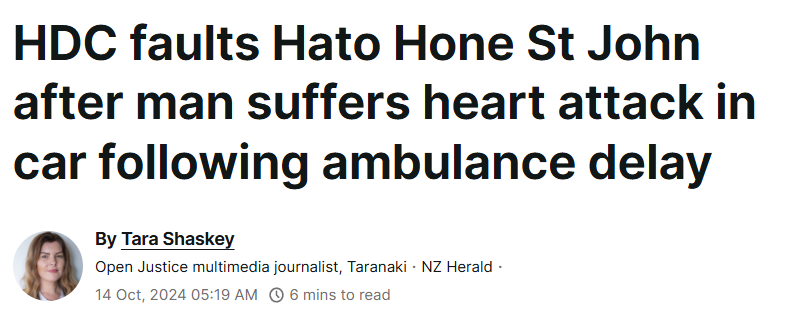 HDC faults Hato Hone St John
after man suffers heart attack in
car following ambulance delay
By Tara Shaskey
Open Justice multimedia journalist, Taranaki · NZ Herald ·
14 Oct, 2024 05:19 AM 6 mins to read